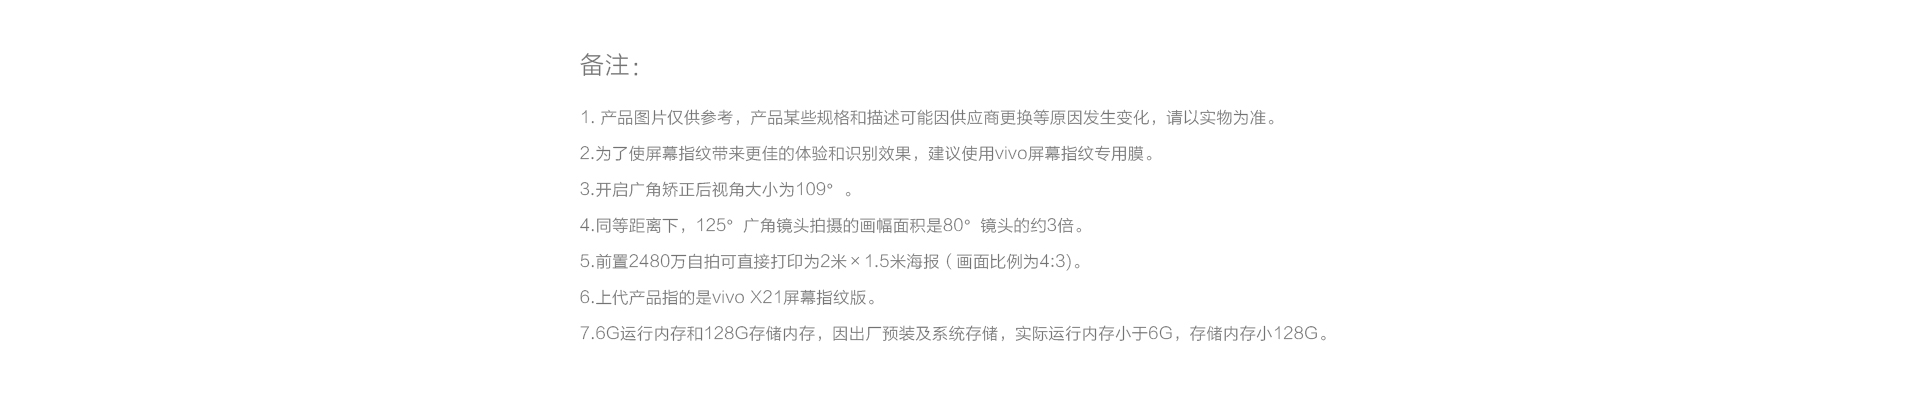 备注：
1. 产品图片仅供参考，产品某些规格和描述可能因供应商更换等原因发生变化，请以实物为准。
2.为了使屏幕指纹带来更佳的体验和识别效果，建议使用vivo屏幕指纹专用膜。
3.开启广角矫正后视角大小为109°。
4.同等距离下，125°广角镜头拍摄的画幅面积是80°镜头的约3倍。
5.前置2480万自拍可直接打印为2米×1.5米海报（画面比例为4:3)。
6.上代产品指的是vivo X21屏幕指纹版。
7.6G运行内存和128G存储内存，因出厂预装及系统存储，实际运行内存小于6G，存储内存小128G。